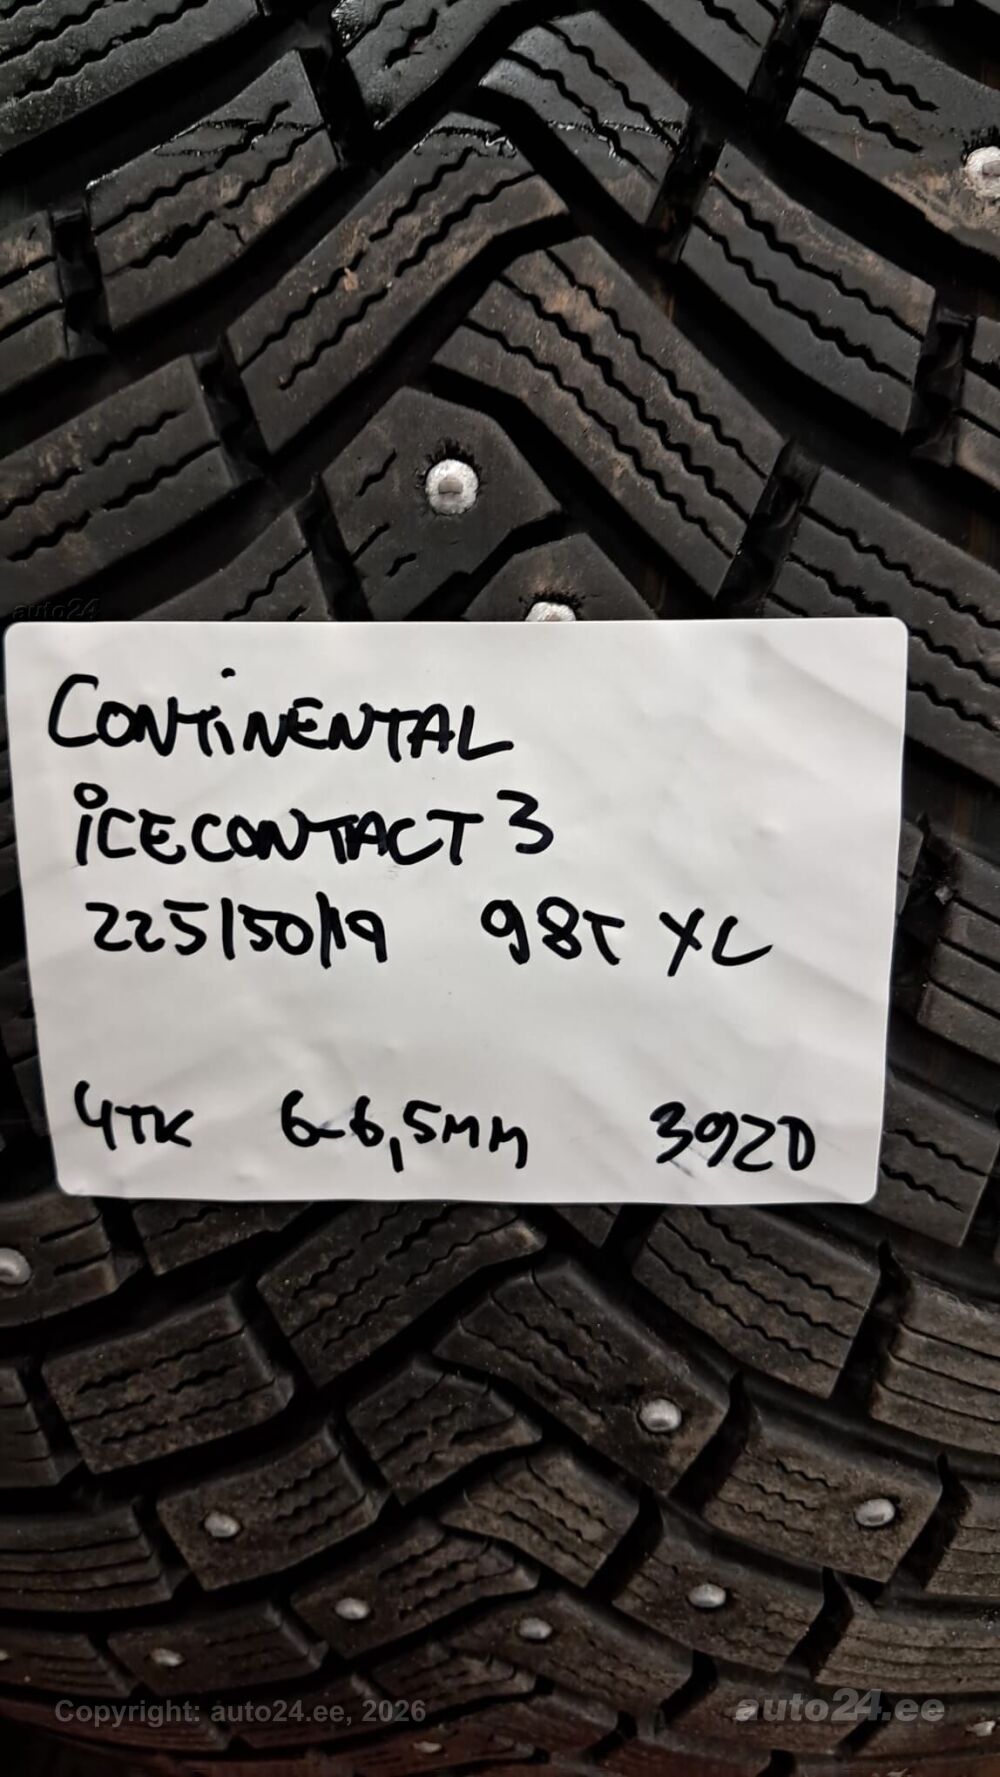 auto24
CONTiNENTAL
iCECONTACT 3
225/50/19 98T XL
4TK 6-6,5MM 3920
Copyright: auto24.ee, 2026
auto24.ee